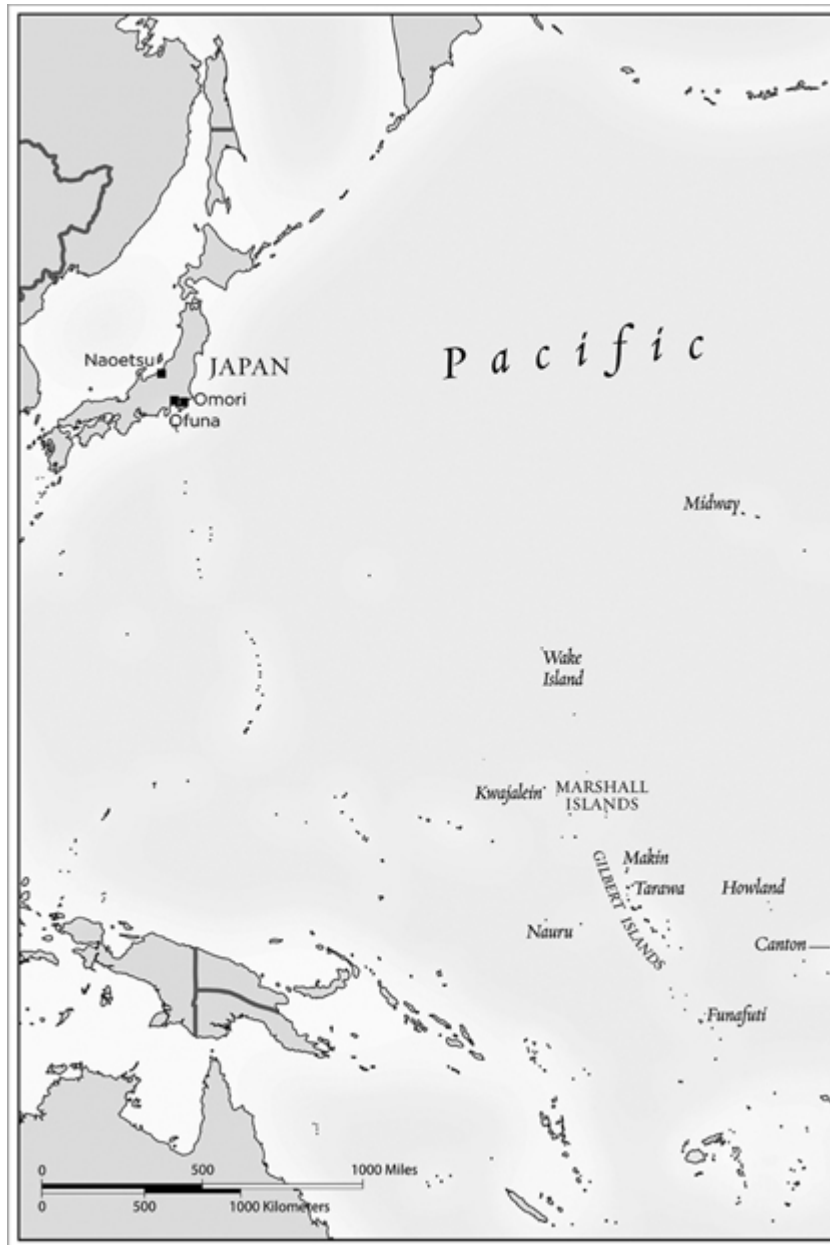 Naoetsu
JAPAN
Omori
Ofuna
Pacific
Midway
Wake
Island
Kwajalein
MARSHALL
ISLANDS
Makin
GILBERT ISLANDS
Tarawa
Howland
Nauru
Canton
Funafuti
0 500 1000 Miles
0 500 1000 Kilometers